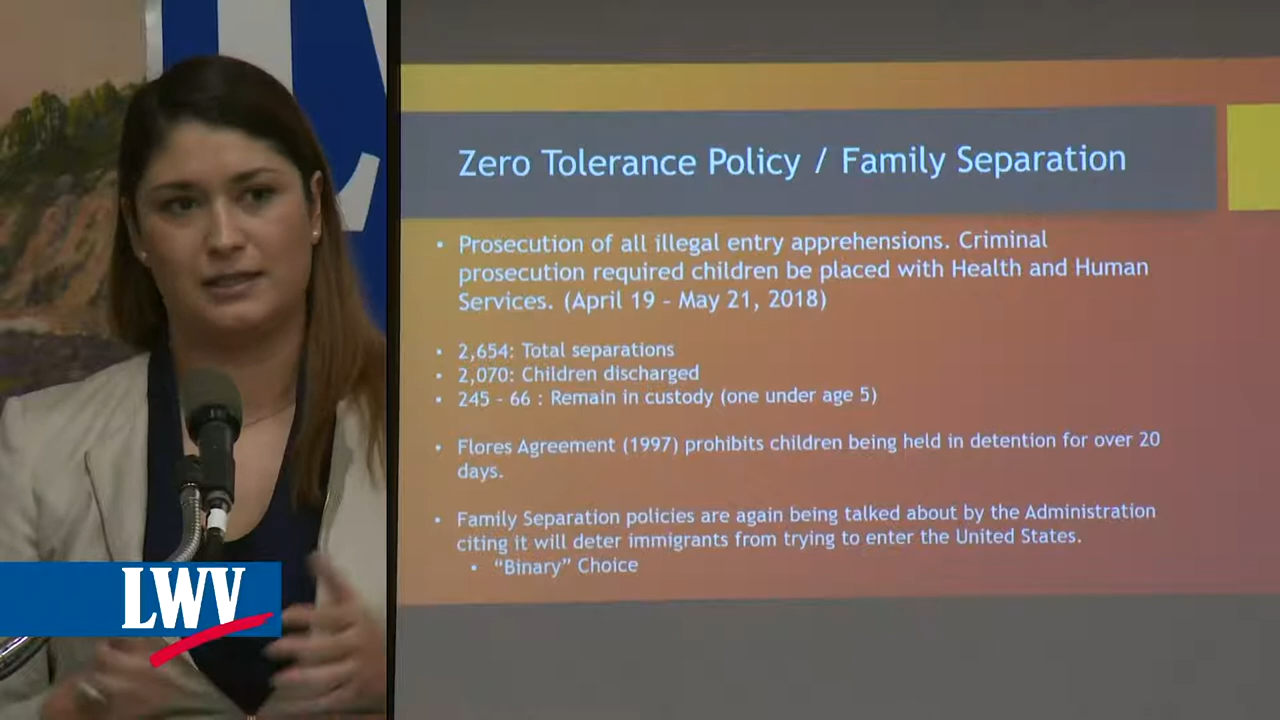 Zero Tolerance Policy / Family Separation
• Prosecution of all illegal entry apprehensions. Criminal
prosecution required children be placed with Health and Human
Services. (April 19 - May 21, 2018)
• 2,654: Total separations
• 2,070: Children discharged
• 245 - 66 : Remain in custody (one under age 5)
• Flores Agreement (1997) prohibits children being held in detention for over 20
days.
• Family Separation policies are again being talked about by the Administration
citing it will deter immigrants from trying to enter the United States.
• “Binary” Choice
LWV